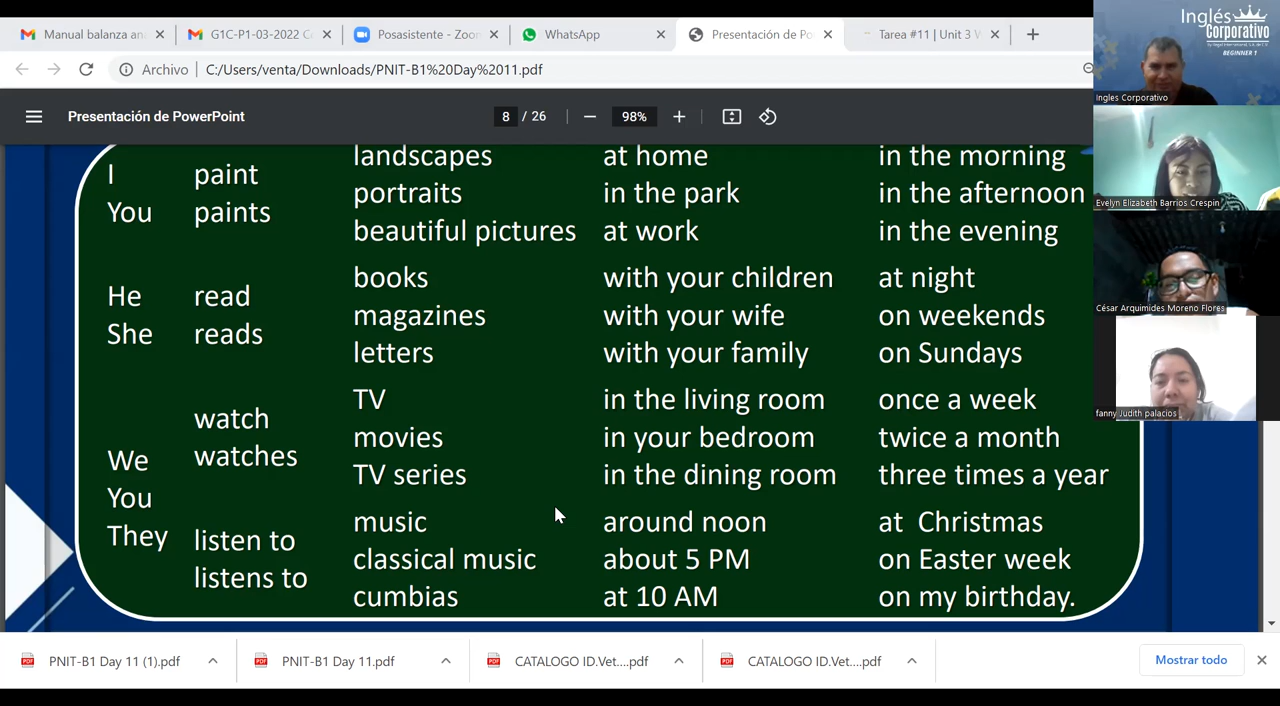 Manual balanza an
G1C-P1-03-2022 C
Posasistente - Zoom
WhatsApp
Presentación de Po
Tarea #11 | Unit 3 W
Archivo
C:/Users/venta/Downloads/PNIT-B1%20Day%2011.pdf
Presentación de PowerPoint
8 / 26
98%
Inglés
Corporativo
BEGINNER 1
Ingles Corporativo
Evelyn Elizabeth Barrios Crespin
César Arquimides Moreno Flores
fanny Judith palacios
I
You
He
She
We
You
They
paint
paints
read
reads
watch
watches
listen to
listens to
landscapes
portraits
beautiful pictures
books
magazines
letters
TV
movies
TV series
music
classical music
cumbias
at home
in the park
at work
with your children
with your wife
with your family
in the living room
in your bedroom
in the dining room
around noon
about 5 PM
at 10 AM
in the morning
in the afternoon
in the evening
at night
on weekends
on Sundays
once a week
twice a month
three times a year
at Christmas
on Easter week
on my birthday.
PNIT-B1 Day 11 (1).pdf
PNIT-B1 Day 11.pdf
CATALOGO ID.Vet....pdf
CATALOGO ID.Vet....pdf
Mostrar todo